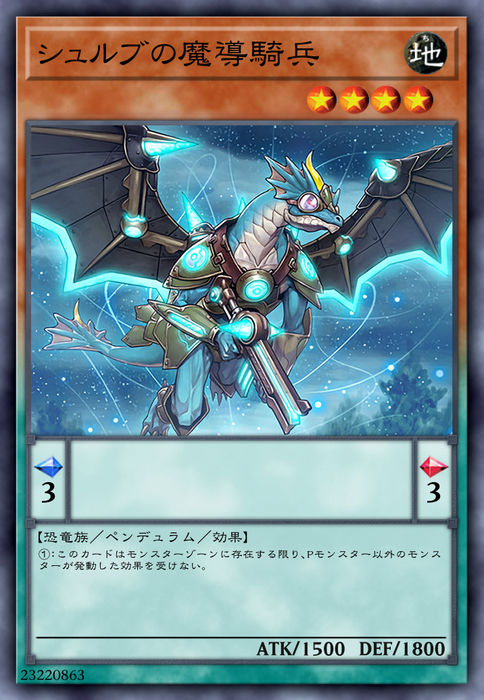 シュルブの魔導騎兵
ち
地
3
3
【恐竜族／ペンデュラム／効果】
①：このカードはモンスターゾーンに存在する限り、Pモンスター以外のモンス
ターが発動した効果を受けない。
ATK/1500 DEF/1800
23220863